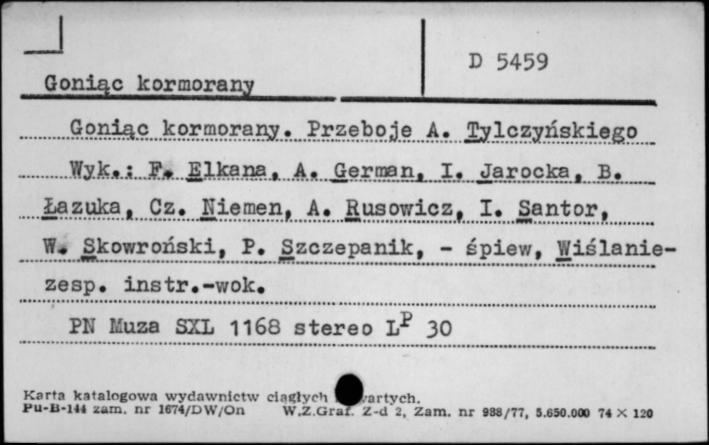 D 5459
Goniąc kormorany
Goniąc kormorany. Przeboje A. Tylczyńskiego
Wyk.: F. Elkana, A. German, I. Jarocka, B.
Łazuka, Cz. Niemen, A. Rusowicz, I. Santor,
W. Skowroński, P. Szczepanik, - śpiew, Wiślanie-
zesp. instr.-wok.
PN Muza SXL 1168 stereo LP 30
Karta katalogowa wydawnictw ciągłych
Pu-B-144 zam. nr 1674/DW/On W.Z.Graf. Z-d 2, Zam. nr 988/77, 5.650.000 74 × 120